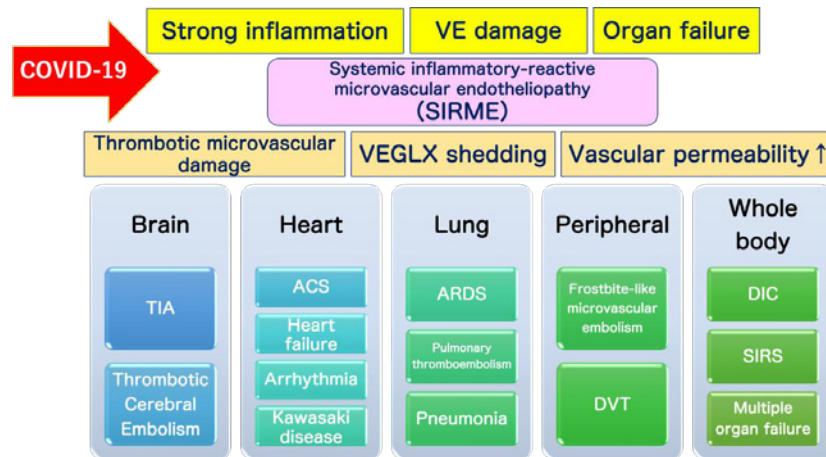 Strong inflammation
VE damage
Organ failure
COVID-19
Systemic inflammatory-reactive
microvascular endotheliopathy
(SIRME)
Thrombotic microvascular
damage
VEGLX shedding
Vascular permeability↑
Brain
TIA
Thrombotic
Cerebral
Embolism
Heart
ACS
Heart
failure
Arrhythmia
Kawasaki
disease
Lung
ARDS
Pulmonary
thromboembolism
Pneumonia
Peripheral
Frostbite-like
microvascular
embolism
DVT
Whole
body
DIC
SIRS
Multiple
organ failure